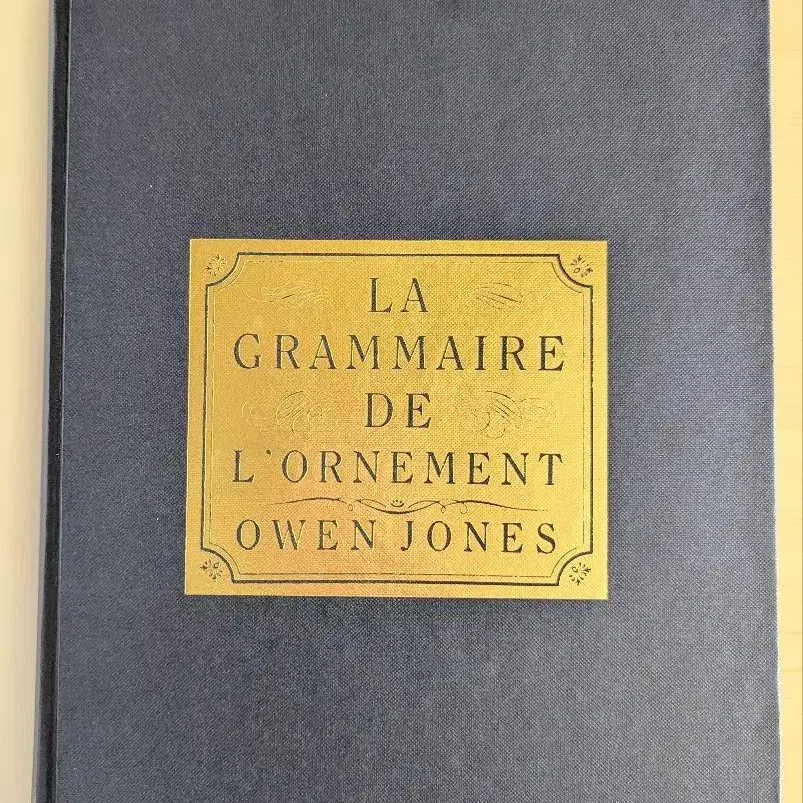 LA
GRAMMAIRE
DE
L'ORNEMENT
OWEN JONES